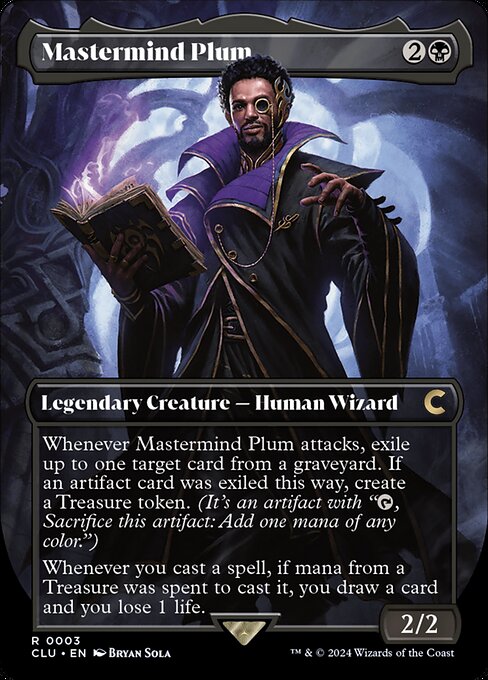 Mastermind Plum 2
Legendary Creature — Human Wizard
Whenever Mastermind Plum attacks, exile
up to one target card from a graveyard. If
an artifact card was exiled this way, create
a Treasure token. (It's an artifact with “,
Sacrifice this artifact: Add one mana of any
color.”)
Whenever you cast a spell, if mana from a
Treasure was spent to cast it, you draw a card
and you lose 1 life.
2/2
R 0003
CLU • EN Bryan Sola
™ & © 2024 Wizards of the Coast